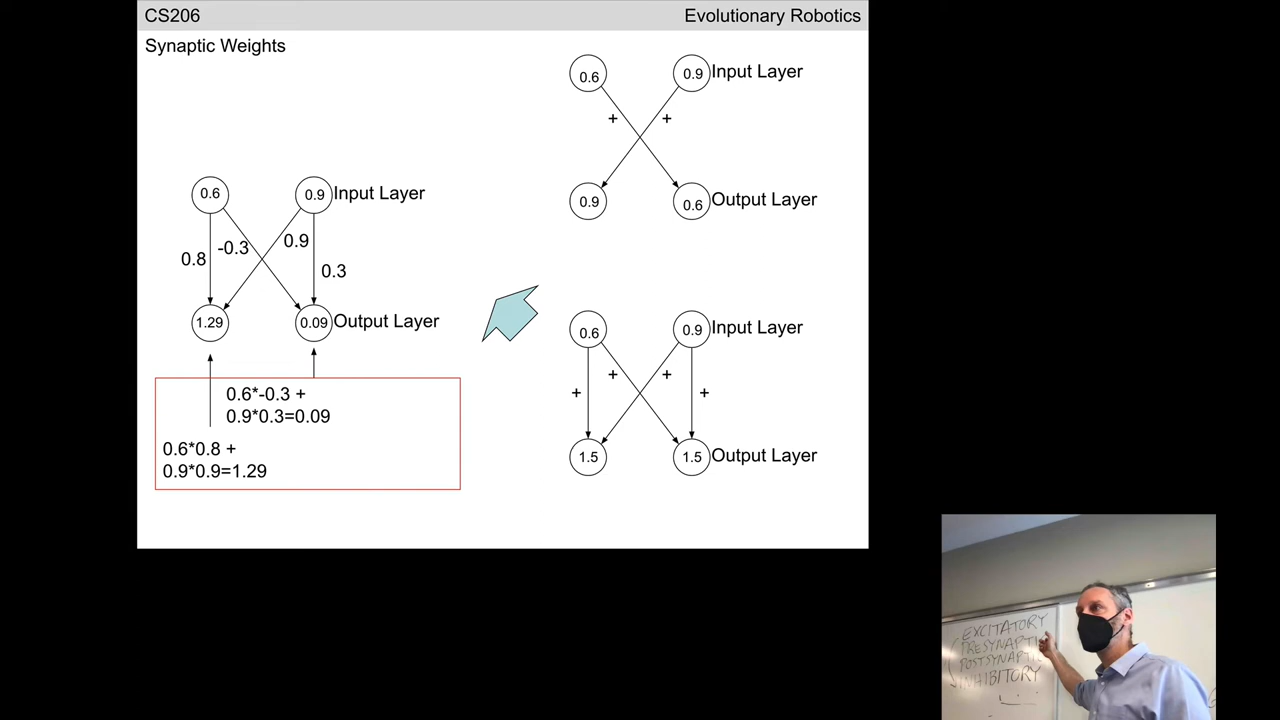 CS206
Evolutionary Robotics
Synaptic Weights
0.6
0.9
Input Layer
0.8
-0.3
0.9
0.3
1.29
0.09
Output Layer
0.6*-0.3 +
0.9*0.3=0.09
0.6*0.8 +
0.9*0.9=1.29
0.6
0.9
Input Layer
+
+
0.9
0.6
Output Layer
0.6
0.9
Input Layer
+
+
+
+
1.5
1.5
Output Layer
EXCITATORY
PRESYNAPTI
POSTSYNAPTI
INHIBITORY